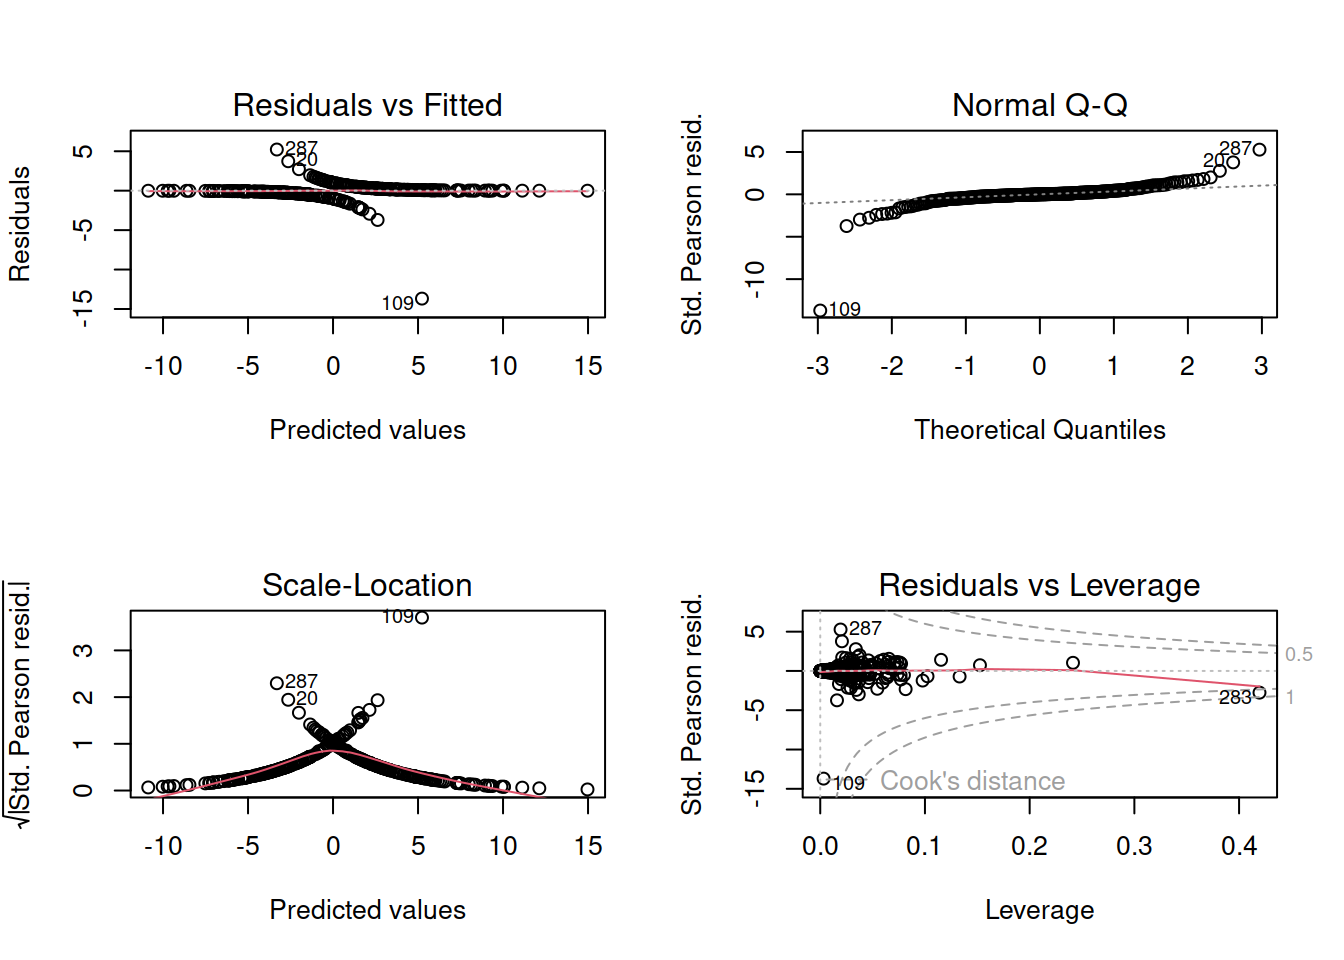 Residuals vs Fitted
Residuals
5
-5
-15
287
20
109
-10 -5 0 5 10 15
Predicted values
Normal Q-Q
Std. Pearson resid.
5
0
-10
287
20
109
-3 -2 -1 0 1 2 3
Theoretical Quantiles
Scale-Location
√|Std. Pearson resid.|
3
2
1
0
109
287
20
-10 -5 0 5 10 15
Predicted values
Residuals vs Leverage
Std. Pearson resid.
5
-5
-15
287
0.5
283
1
109
Cook's distance
0.0 0.1 0.2 0.3 0.4
Leverage